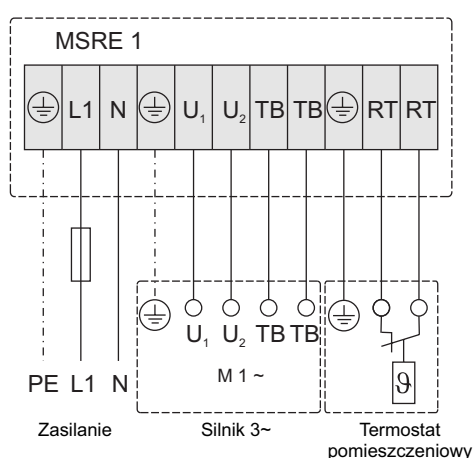 MSRE 1
L1 N U₁ U₂ TB TB RT RT
U₁ U₂ TB TB
M 1 ~
ϑ
PE L1 N
Zasilanie Silnik 3~ Termostat
pomieszczeniowy